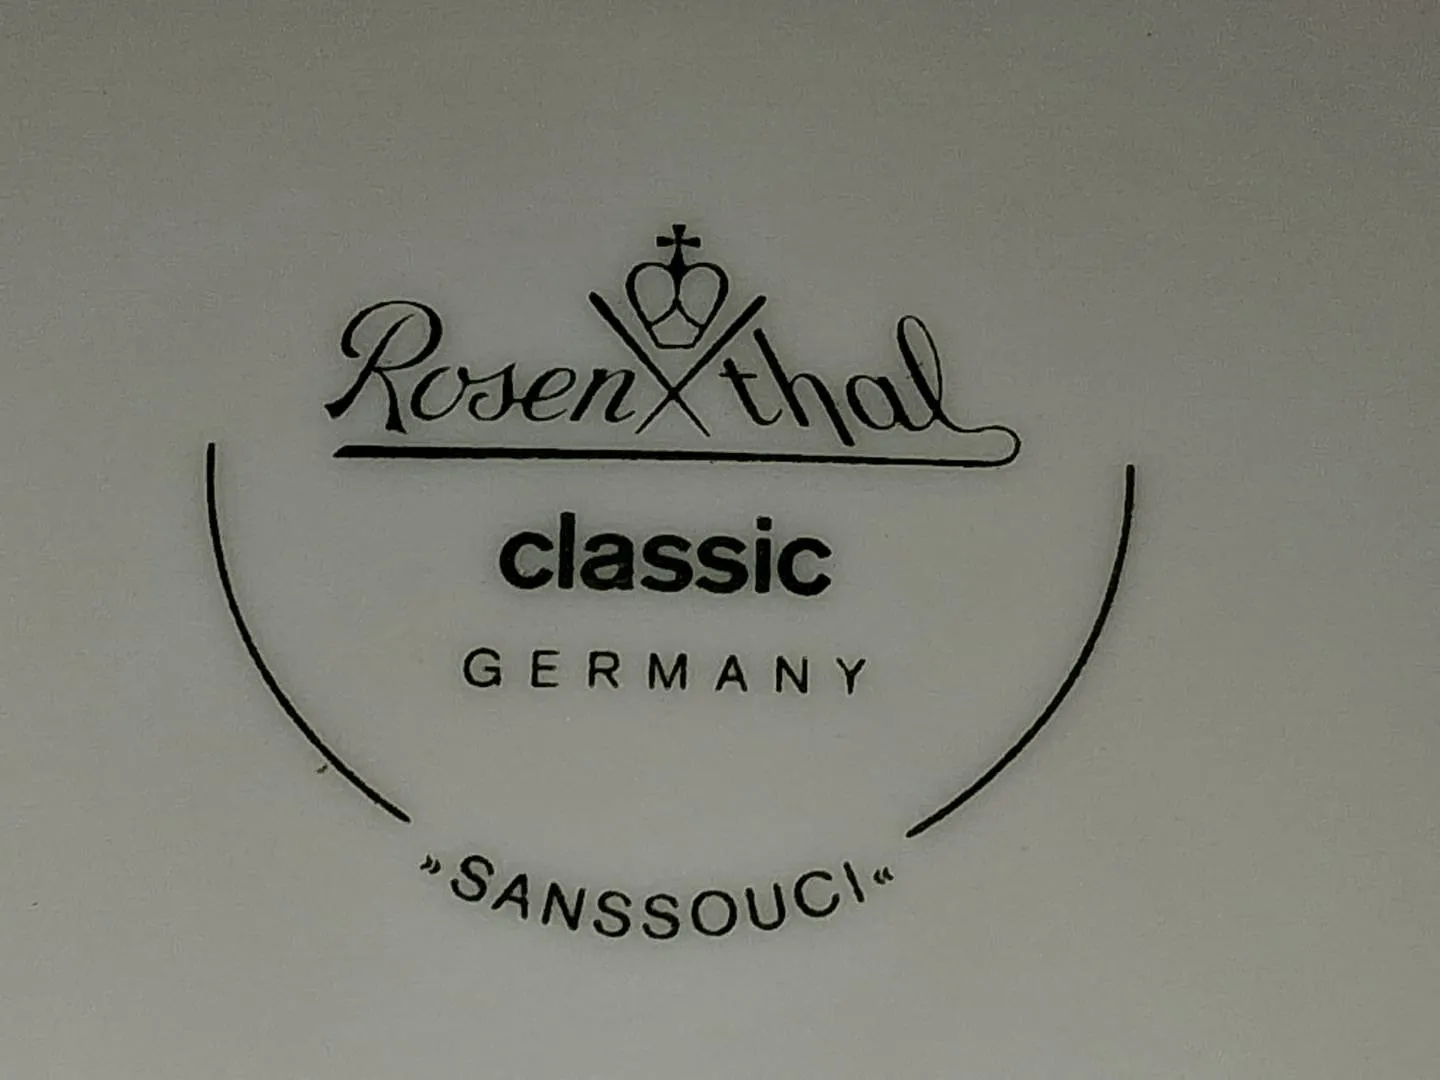 Rosenthal
classic
GERMANY
»SANSSOUCI«